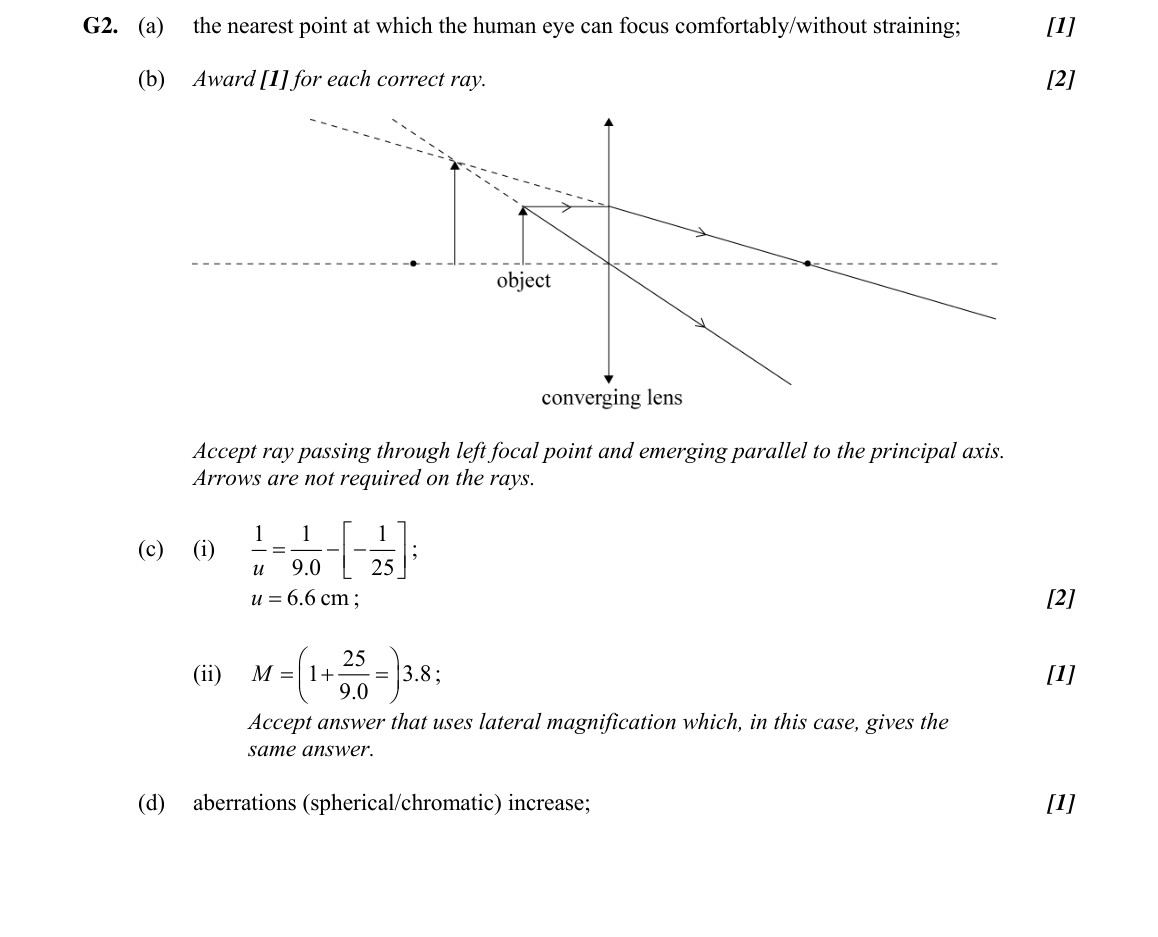 G2. (a) the nearest point at which the human eye can focus comfortably/without straining; [1]
(b) Award [1] for each correct ray. [2]
object
converging lens
Accept ray passing through left focal point and emerging parallel to the principal axis.
Arrows are not required on the rays.
(c) (i) 1/u = 1/9.0 − [− 1/25];
u = 6.6 cm; [2]
(ii) M = (1 + 25/9.0 =) 3.8; [1]
Accept answer that uses lateral magnification which, in this case, gives the
same answer.
(d) aberrations (spherical/chromatic) increase; [1]